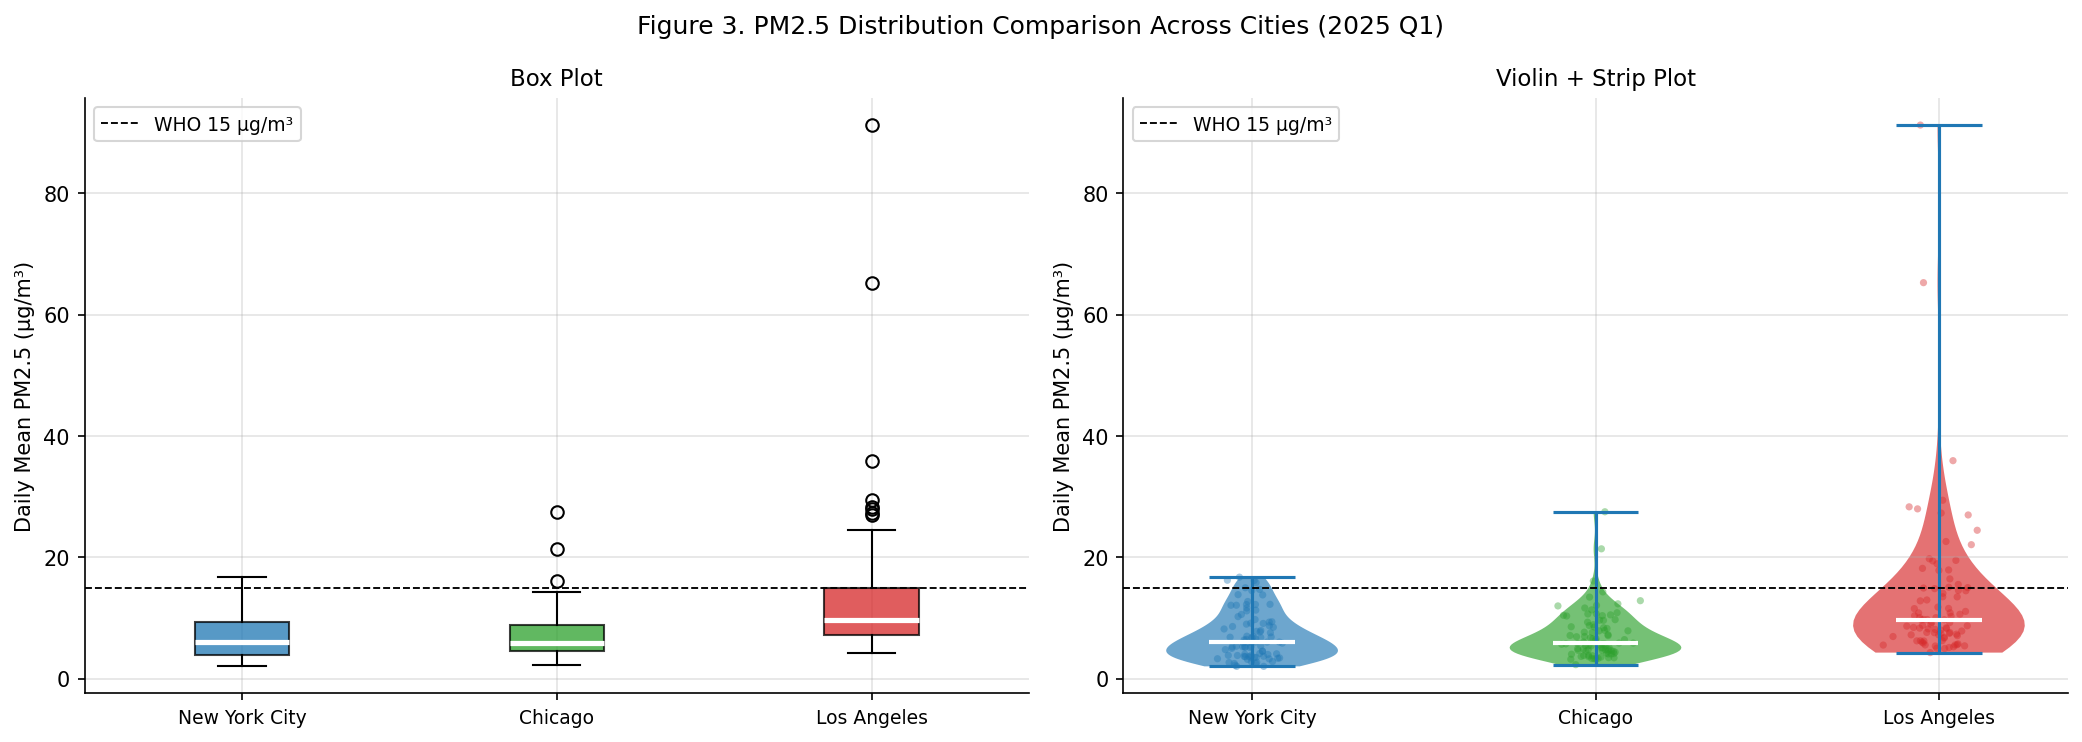 Figure 3. PM2.5 Distribution Comparison Across Cities (2025 Q1)
Box Plot
WHO 15 µg/m³
Daily Mean PM2.5 (µg/m³)
80
60
40
20
0
New York City
Chicago
Los Angeles
Violin + Strip Plot
WHO 15 µg/m³
Daily Mean PM2.5 (µg/m³)
80
60
40
20
0
New York City
Chicago
Los Angeles